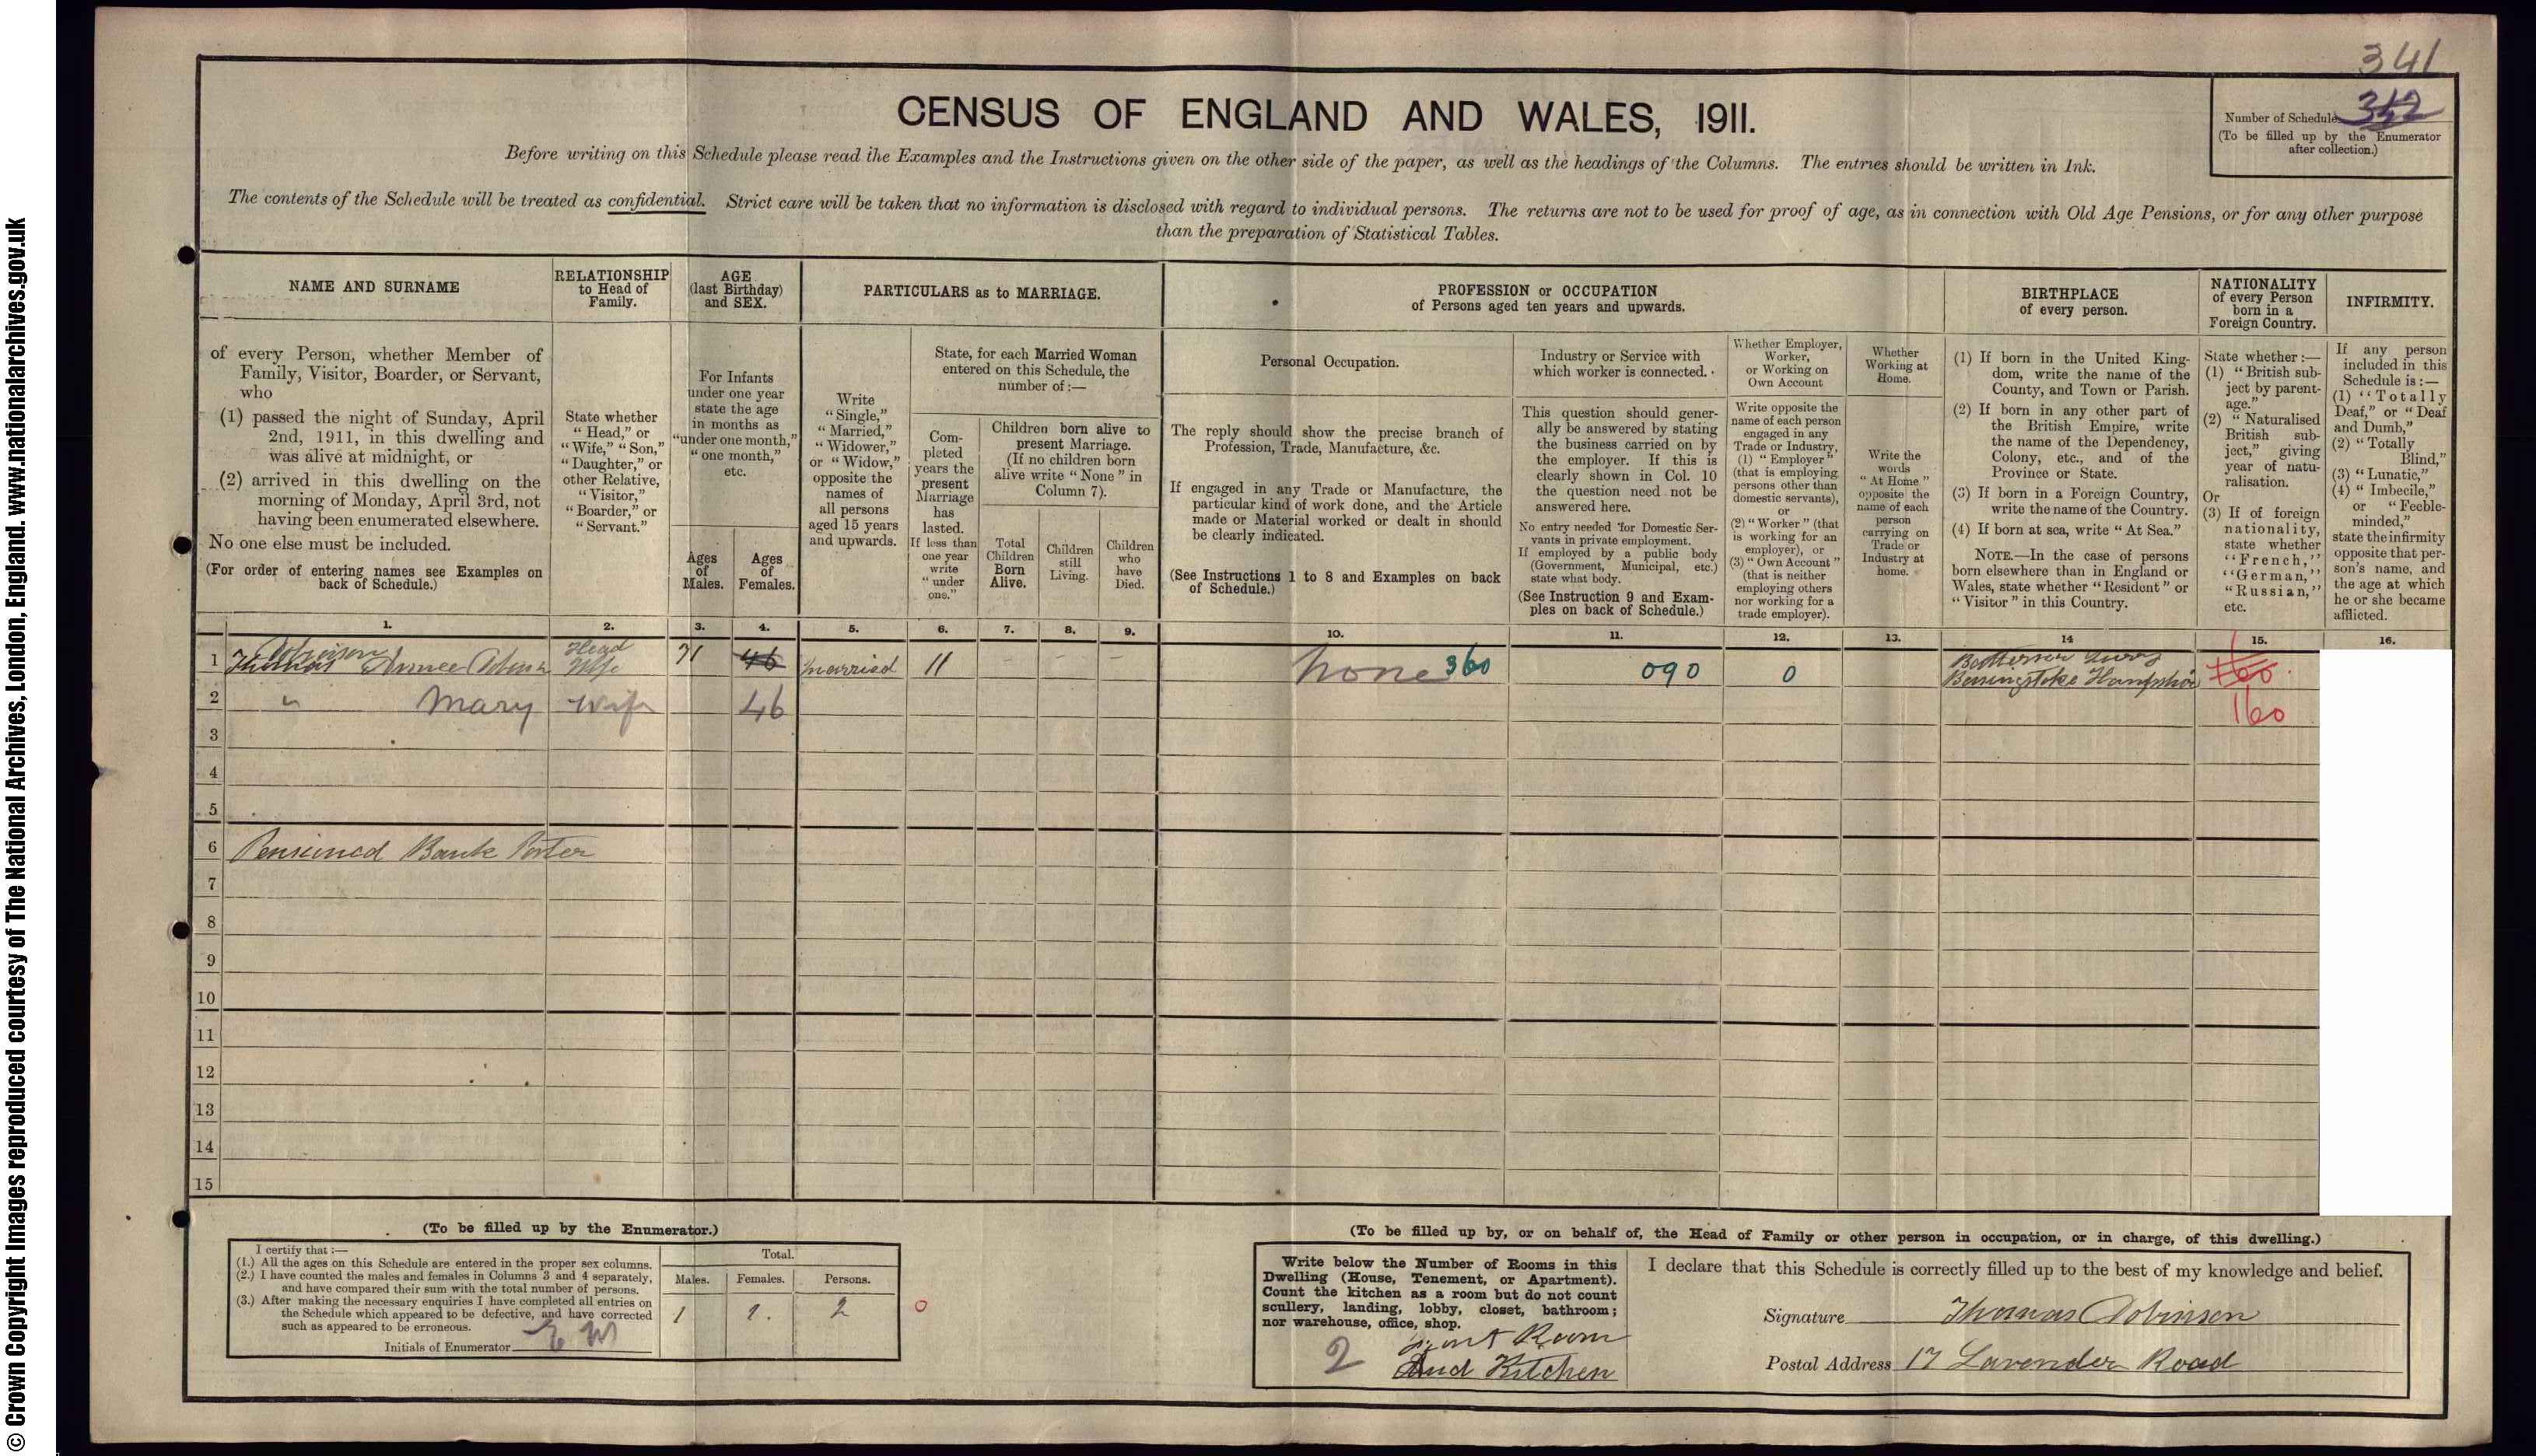 © Crown Copyright Images reproduced courtesy of The National Archives, London, England. www.nationalarchives.gov.uk
341
CENSUS OF ENGLAND AND WALES, 1911.
Number of Schedule 342
(To be filled up by the Enumerator
after collection.)
Before writing on this Schedule please read the Examples and the Instructions given on the other side of the paper, as well as the headings of the Columns. The entries should be written in Ink.
The contents of the Schedule will be treated as confidential. Strict care will be taken that no information is disclosed with regard to individual persons. The returns are not to be used for proof of age, as in connection with Old Age Pensions, or for any other purpose
than the preparation of Statistical Tables.
NAME AND SURNAME
of every Person, whether Member of
Family, Visitor, Boarder, or Servant,
who
(1) passed the night of Sunday, April
2nd, 1911, in this dwelling and
was alive at midnight, or
(2) arrived in this dwelling on the
morning of Monday, April 3rd, not
having been enumerated elsewhere.
No one else must be included.
(For order of entering names see Examples on
back of Schedule.)
RELATIONSHIP
to Head of
Family.
State whether
"Head," or
"Wife," "Son,"
"Daughter," or
other Relative,
"Visitor,"
"Boarder," or
"Servant."
AGE
(last Birthday)
and SEX.
For Infants
under one year
state the age
in months as
"under one month,"
"one month,"
etc.
Ages
of
Males.
Ages
of
Females.
PARTICULARS as to MARRIAGE.
Write
"Single,"
"Married,"
"Widower,"
or "Widow,"
opposite the
names of
all persons
aged 15 years
and upwards.
State, for each Married Woman
entered on this Schedule, the
number of :—
Com-
pleted
years the
present
Marriage
has
lasted.
If less than
one year
write
"under
one."
Children born alive to
present Marriage.
(If no children born
alive write "None" in
Column 7).
Total
Children
Born
Alive.
Children
still
Living.
Children
who
have
Died.
PROFESSION or OCCUPATION
of Persons aged ten years and upwards.
Personal Occupation.
The reply should show the precise branch of
Profession, Trade, Manufacture, &c.
If engaged in any Trade or Manufacture, the
particular kind of work done, and the Article
made or Material worked or dealt in should
be clearly indicated.
(See Instructions 1 to 8 and Examples on back
of Schedule.)
Industry or Service with
which worker is connected.
This question should gener-
ally be answered by stating
the business carried on by
the employer. If this is
clearly shown in Col. 10
the question need not be
answered here.
No entry needed for Domestic Ser-
vants in private employment.
If employed by a public body
(Government, Municipal, etc.)
state what body.
(See Instruction 9 and Exam-
ples on back of Schedule.)
Whether Employer,
Worker,
or Working on
Own Account
Write opposite the
name of each person
engaged in any
Trade or Industry,
(1) "Employer"
(that is employing
persons other than
domestic servants),
or
(2) "Worker" (that
is working for an
employer), or
(3) "Own Account"
(that is neither
employing others
nor working for a
trade employer).
Whether
Working at
Home.
Write the
words
"At Home"
opposite the
name of each
person
carrying on
Trade or
Industry at
home.
BIRTHPLACE
of every person.
(1) If born in the United King-
dom, write the name of the
County, and Town or Parish.
(2) If born in any other part of
the British Empire, write
the name of the Dependency,
Colony, etc., and of the
Province or State.
(3) If born in a Foreign Country,
write the name of the Country.
(4) If born at sea, write "At Sea."
NOTE.—In the case of persons
born elsewhere than in England or
Wales, state whether "Resident" or
"Visitor" in this Country.
NATIONALITY
of every Person
born in a
Foreign Country.
State whether :—
(1) "British sub-
ject by parent-
age."
(2) "Naturalised
British sub-
ject," giving
year of natu-
ralisation.
Or
(3) If of foreign
nationality,
state whether
"French,"
"German,"
"Russian,"
etc.
INFIRMITY.
If any person
included in this
Schedule is :—
(1) "Totally
Deaf," or "Deaf
and Dumb,"
(2) "Totally
Blind,"
(3) "Lunatic,"
(4) "Imbecile,"
or "Feeble-
minded,"
state the infirmity
opposite that per-
son's name, and
the age at which
he or she became
afflicted.
1. 2. 3. 4. 5. 6. 7. 8. 9. 10. 11. 12. 13. 14 15. 16.
1 Thomas Robinson Head Wife 71 46 married 11 – – – none 360 090 0 Battersea Surry
Basingstoke Hampshire 160
2 " Mary Wife 46 160
3
4
5
6 Pensioned Bank Porter
7
8
9
10
11
12
13
14
15
(To be filled up by the Enumerator.)
I certify that :—
(1.) All the ages on this Schedule are entered in the proper sex columns.
(2.) I have counted the males and females in Columns 3 and 4 separately,
and have compared their sum with the total number of persons.
(3.) After making the necessary enquiries I have completed all entries on
the Schedule which appeared to be defective, and have corrected
such as appeared to be erroneous.
Initials of Enumerator E W
Total.
Males. Females. Persons.
1 1. 2 0
(To be filled up by, or on behalf of, the Head of Family or other person in occupation, or in charge, of this dwelling.)
Write below the Number of Rooms in this
Dwelling (House, Tenement, or Apartment).
Count the kitchen as a room but do not count
scullery, landing, lobby, closet, bathroom;
nor warehouse, office, shop.
2 Front Room
And Kitchen
I declare that this Schedule is correctly filled up to the best of my knowledge and belief.
Signature Thomas Robinson
Postal Address 17 Lavender Road